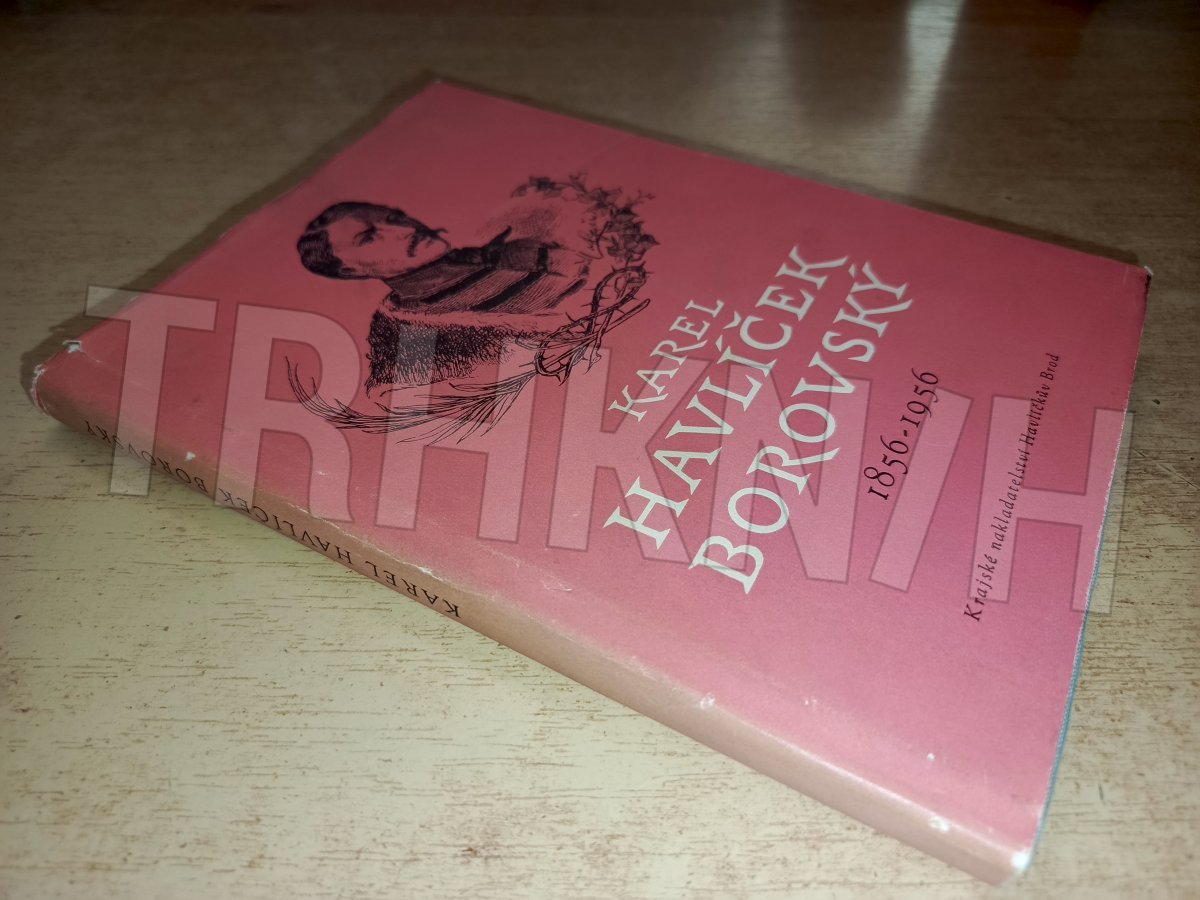 KAREL
HAVLÍČEK
BOROVSKÝ
1856-1956
Krajské nakladatelství Havlíčkův Brod
KAREL HAVLÍČEK BOROVSKÝ
TRHKNIH